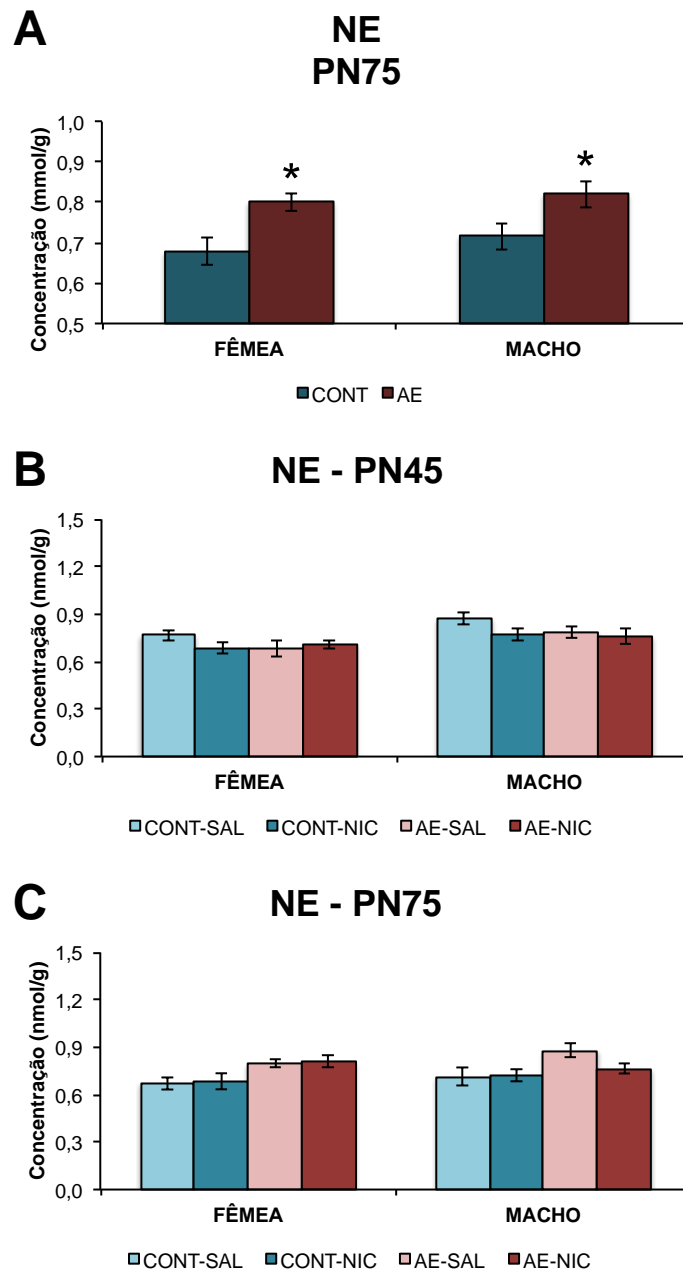 A
NE
PN75
Concentração (mmol/g)
1,0
0,9
0,8
0,7
0,6
0,5
*
*
FÊMEA MACHO
CONT AE
B
NE - PN45
Concentração (nmol/g)
1,5
1,2
0,9
0,6
0,3
0,0
FÊMEA MACHO
CONT-SAL CONT-NIC AE-SAL AE-NIC
C
NE - PN75
Concentração (nmol/g)
1,5
1,2
0,9
0,6
0,3
0,0
FÊMEA MACHO
CONT-SAL CONT-NIC AE-SAL AE-NIC